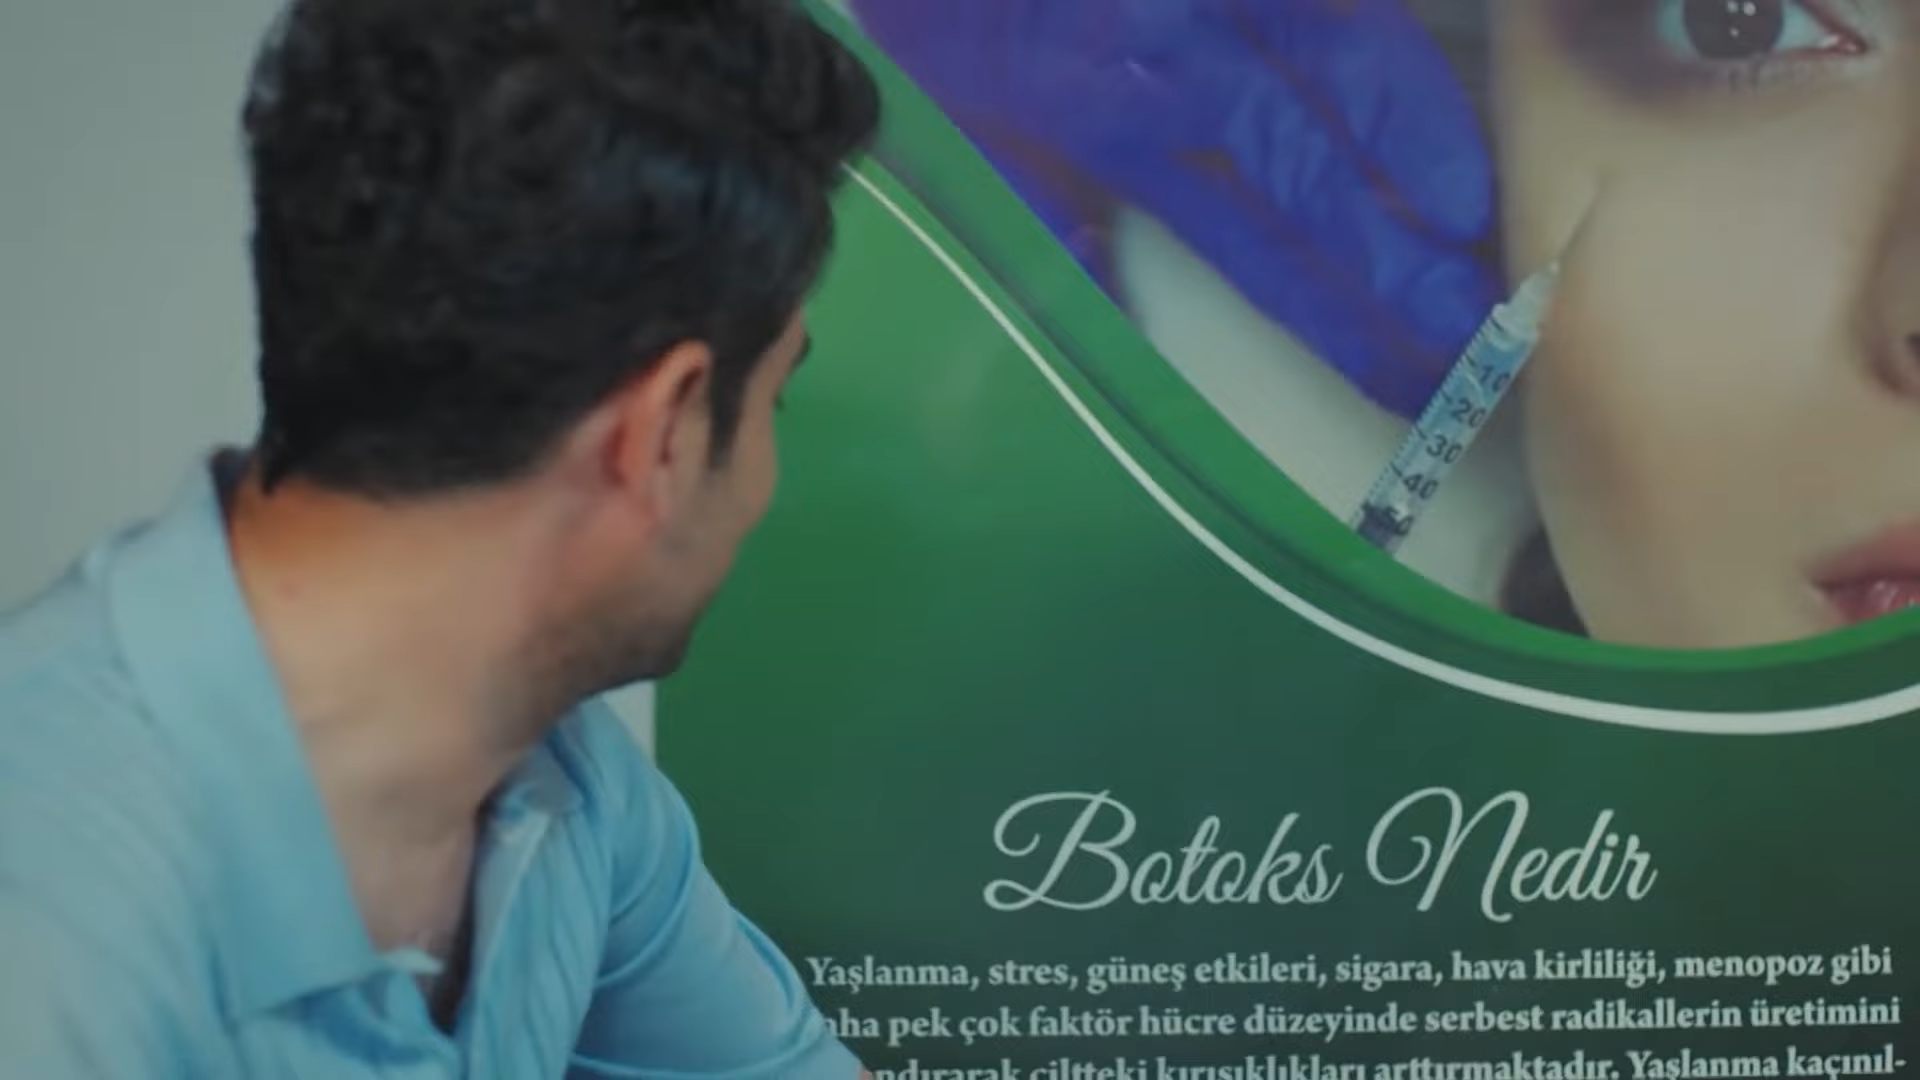 10
20
30
40
50
Botoks Nedir
Yaşlanma, stres, güneş etkileri, sigara, hava kirliliği, menopoz gibi
pek çok faktör hücre düzeyinde serbest radikallerin üretimini
ciltteki kırışıklıkları arttırmaktadır. Yaşlanma kaçınıl-